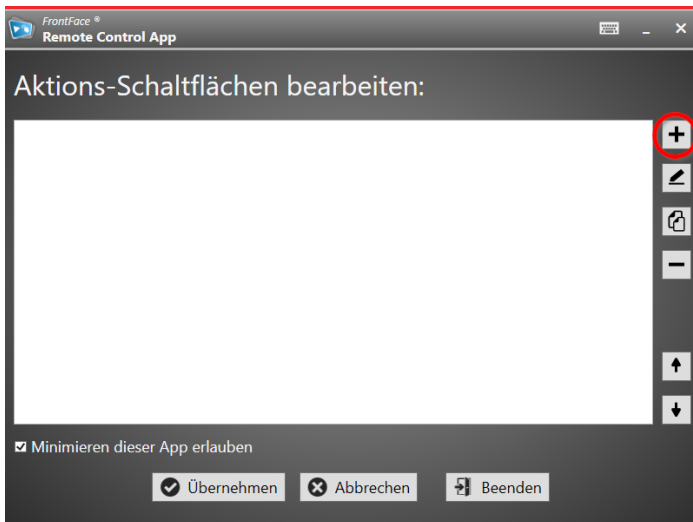 FrontFace ®
Remote Control App
Aktions-Schaltflächen bearbeiten:
Minimieren dieser App erlauben
Übernehmen
Abbrechen
Beenden